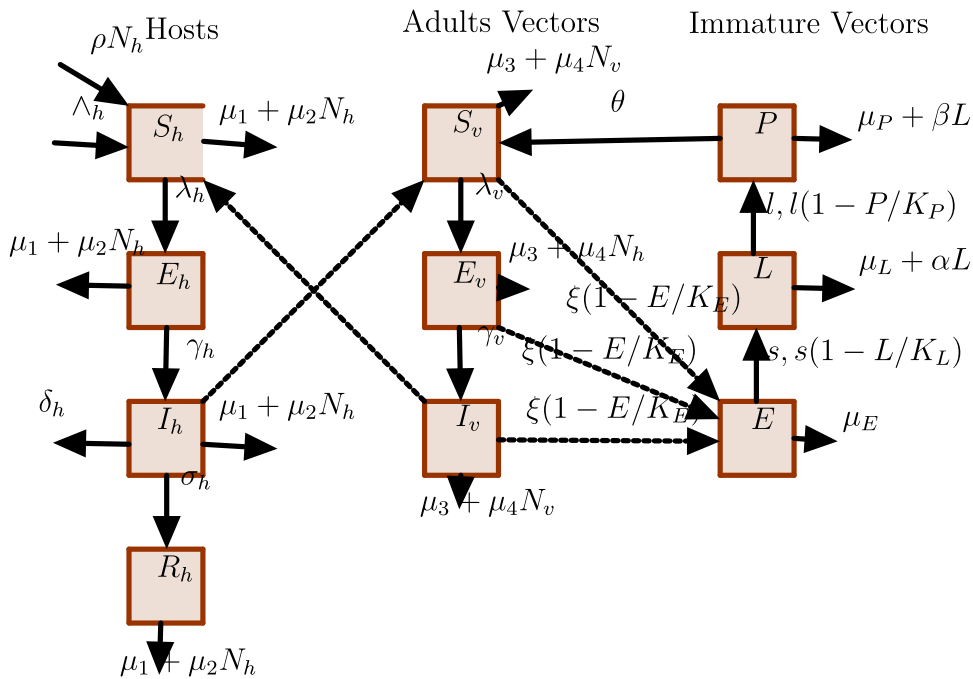 Hosts
Adults Vectors
Immature Vectors
ρN_h
∧_h
S_h
μ_1 + μ_2N_h
λ_h
μ_1 + μ_2N_h
E_h
γ_h
δ_h
I_h
μ_1 + μ_2N_h
σ_h
R_h
μ_1 + μ_2N_h
μ_3 + μ_4N_v
θ
S_v
λ_v
μ_3 + μ_4N_h
E_v
γ_v
ξ(1 − E/K_E)
ξ(1 − E/K_E)
ξ(1 − E/K_E)
I_v
μ_3 + μ_4N_v
P
μ_P + βL
l, l(1 − P/K_P)
L
μ_L + αL
s, s(1 − L/K_L)
E
μ_E